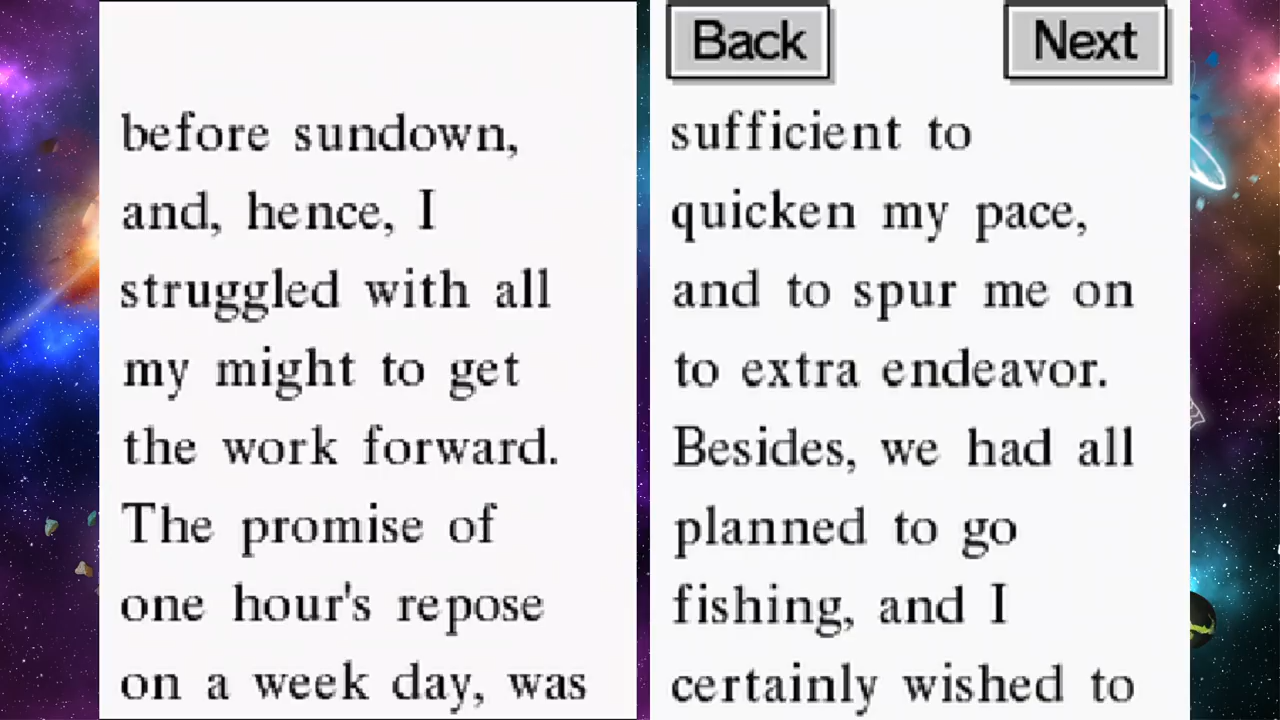 before sundown,
and, hence, I
struggled with all
my might to get
the work forward.
The promise of
one hour's repose
on a week day, was
Back
Next
sufficient to
quicken my pace,
and to spur me on
to extra endeavor.
Besides, we had all
planned to go
fishing, and I
certainly wished to